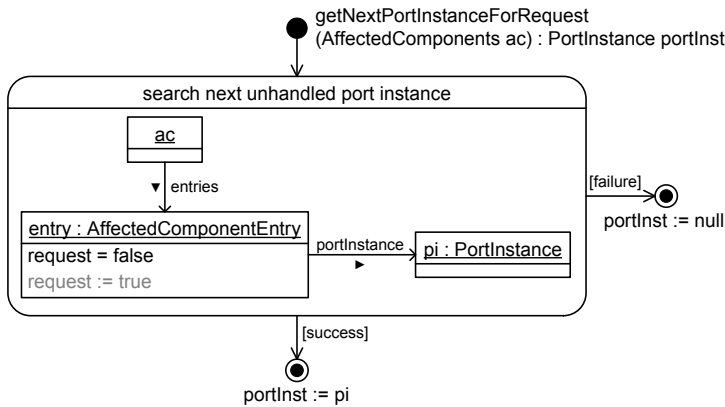 getNextPortInstanceForRequest
(AffectedComponents ac) : PortInstance portInst
search next unhandled port instance
ac
▼ entries
[failure]
portInst := null
entry : AffectedComponentEntry
request = false
request := true
portInstance
►
pi : PortInstance
[success]
portInst := pi